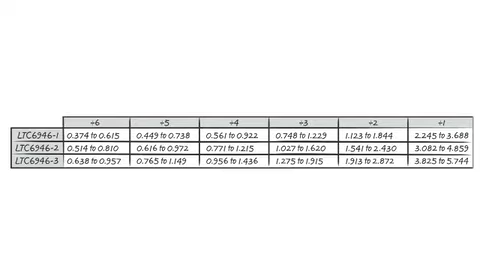 ÷6 ÷5 ÷4 ÷3 ÷2 ÷1
LTC6946-1 0.374 to 0.615 0.449 to 0.738 0.561 to 0.922 0.748 to 1.229 1.123 to 1.844 2.245 to 3.688
LTC6946-2 0.514 to 0.810 0.616 to 0.972 0.771 to 1.215 1.027 to 1.620 1.541 to 2.430 3.082 to 4.859
LTC6946-3 0.638 to 0.957 0.765 to 1.149 0.956 to 1.436 1.275 to 1.915 1.913 to 2.872 3.825 to 5.744